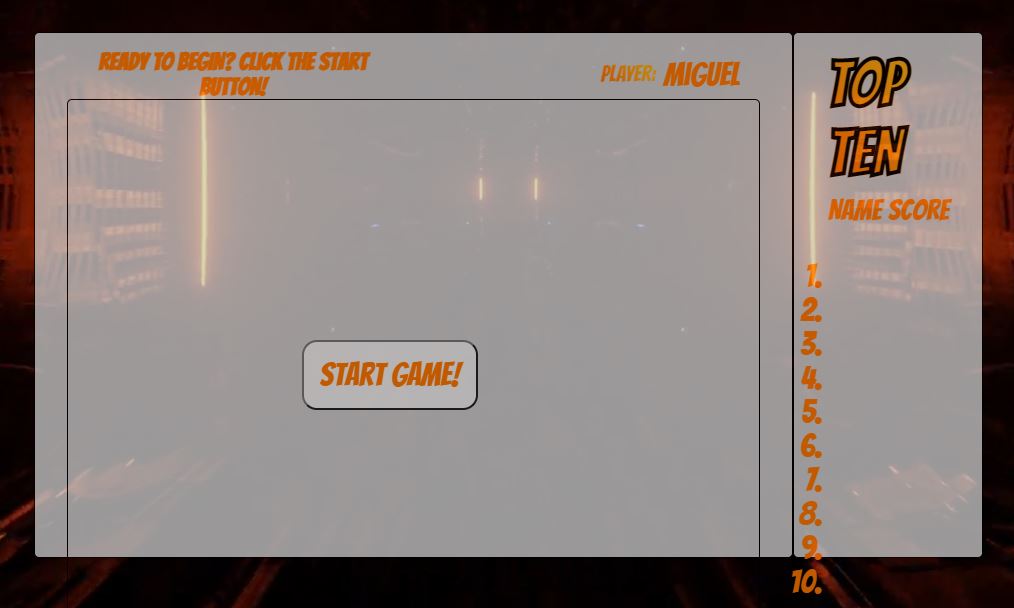 READY TO BEGIN? CLICK THE START
BUTTON!
PLAYER: MIGUEL
START GAME!
TOP
TEN
NAME SCORE
1.
2.
3.
4.
5.
6.
7.
8.
9.
10.